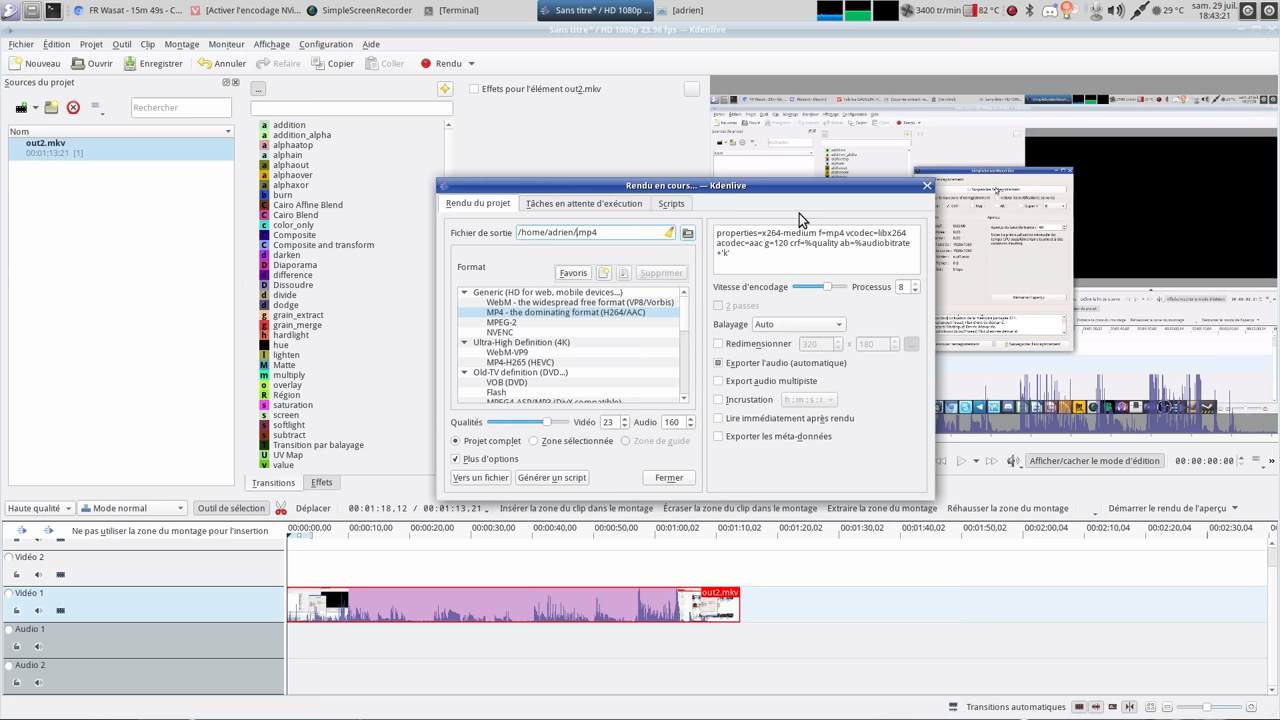 FR Wasat - 15m 49s - C...
[Activer l'encodage NVi...
SimpleScreenRecorder
[Terminal]
Sans titre* / HD 1080p ...
[adrien]
3400 tr/min
82 °C
29 °C
sam. 29 juil.
18:43:21
Sans titre* / HD 1080p 23.98 fps — Kdenlive
Fichier Édition Projet Outil Clip Montage Moniteur Affichage Configuration Aide
Nouveau Ouvrir Enregistrer Annuler Refaire Copier Coller Rendu
Sources du projet
...
Effets pour l'élément out2.mkv
Rechercher
Nom
out2.mkv
00:01:13:21 [1]
addition
addition_alpha
alphaatop
alphain
alphaout
alphaover
alphaxor
burn
Cairo Blend
Cairo Blend
color_only
Composite
Composite and transform
darken
Diaporama
difference
Dissoudre
divide
dodge
grain_extract
grain_merge
hardlight
hue
lighten
Matte
multiply
overlay
Région
saturation
screen
softlight
subtract
Transition par balayage
UV Map
value
Transitions Effets
Rendu en cours... — Kdenlive
Rendu du projet Tâches en attente d'exécution Scripts
Fichier de sortie /home/adrien/.mp4
Format
Favoris Supprimer
Generic (HD for web, mobile devices...)
WebM - the widespread free format (VP8/Vorbis)
MP4 - the dominating format (H264/AAC)
MPEG-2
NVENC
Ultra-High Definition (4K)
WebM-VP9
MP4-H265 (HEVC)
Old-TV definition (DVD...)
VOB (DVD)
Flash
MPEG4-ASP/MP3 (DivX compatible)
Qualités Vidéo 23 Audio 160
Projet complet Zone sélectionnée Zone de guide
Plus d'options
Vers un fichier Générer un script Fermer
properties=x264-medium f=mp4 vcodec=libx264
acodec=aac g=120 crf=%quality ab=%audiobitrate
+'k'
Vitesse d'encodage Processus 8
2 passes
Balayage Auto
Redimensionner 320 x 180 ...
Exporter l'audio (automatique)
Export audio multipiste
Incrustation h:m:s:i
Lire immédiatement après rendu
Exporter les méta-données
Afficher/cacher le mode d'édition 00:00:00:00
Haute qualité Mode normal Outil de sélection Déplacer 00:01:18,12 / 00:01:13,21 Insérer la zone du clip dans le montage Écraser la zone du clip dans le montage Extraire la zone du montage Réhausser la zone du montage Démarrer le rendu de l'aperçu
Ne pas utiliser la zone du montage pour l'insertion
00:00:00,00 00:00:10,00 00:00:20,00 00:00:30,00 00:00:40,00 00:00:50,00 00:01:00,02 00:01:10,02 00:01:20,02 00:01:30,02 00:01:40,02 00:01:50,02 00:02:00,04 00:02:10,04 00:02:20,04 00:02:30,04
Vidéo 2
Vidéo 1
out2.mkv
Audio 1
Audio 2
Transitions automatiques